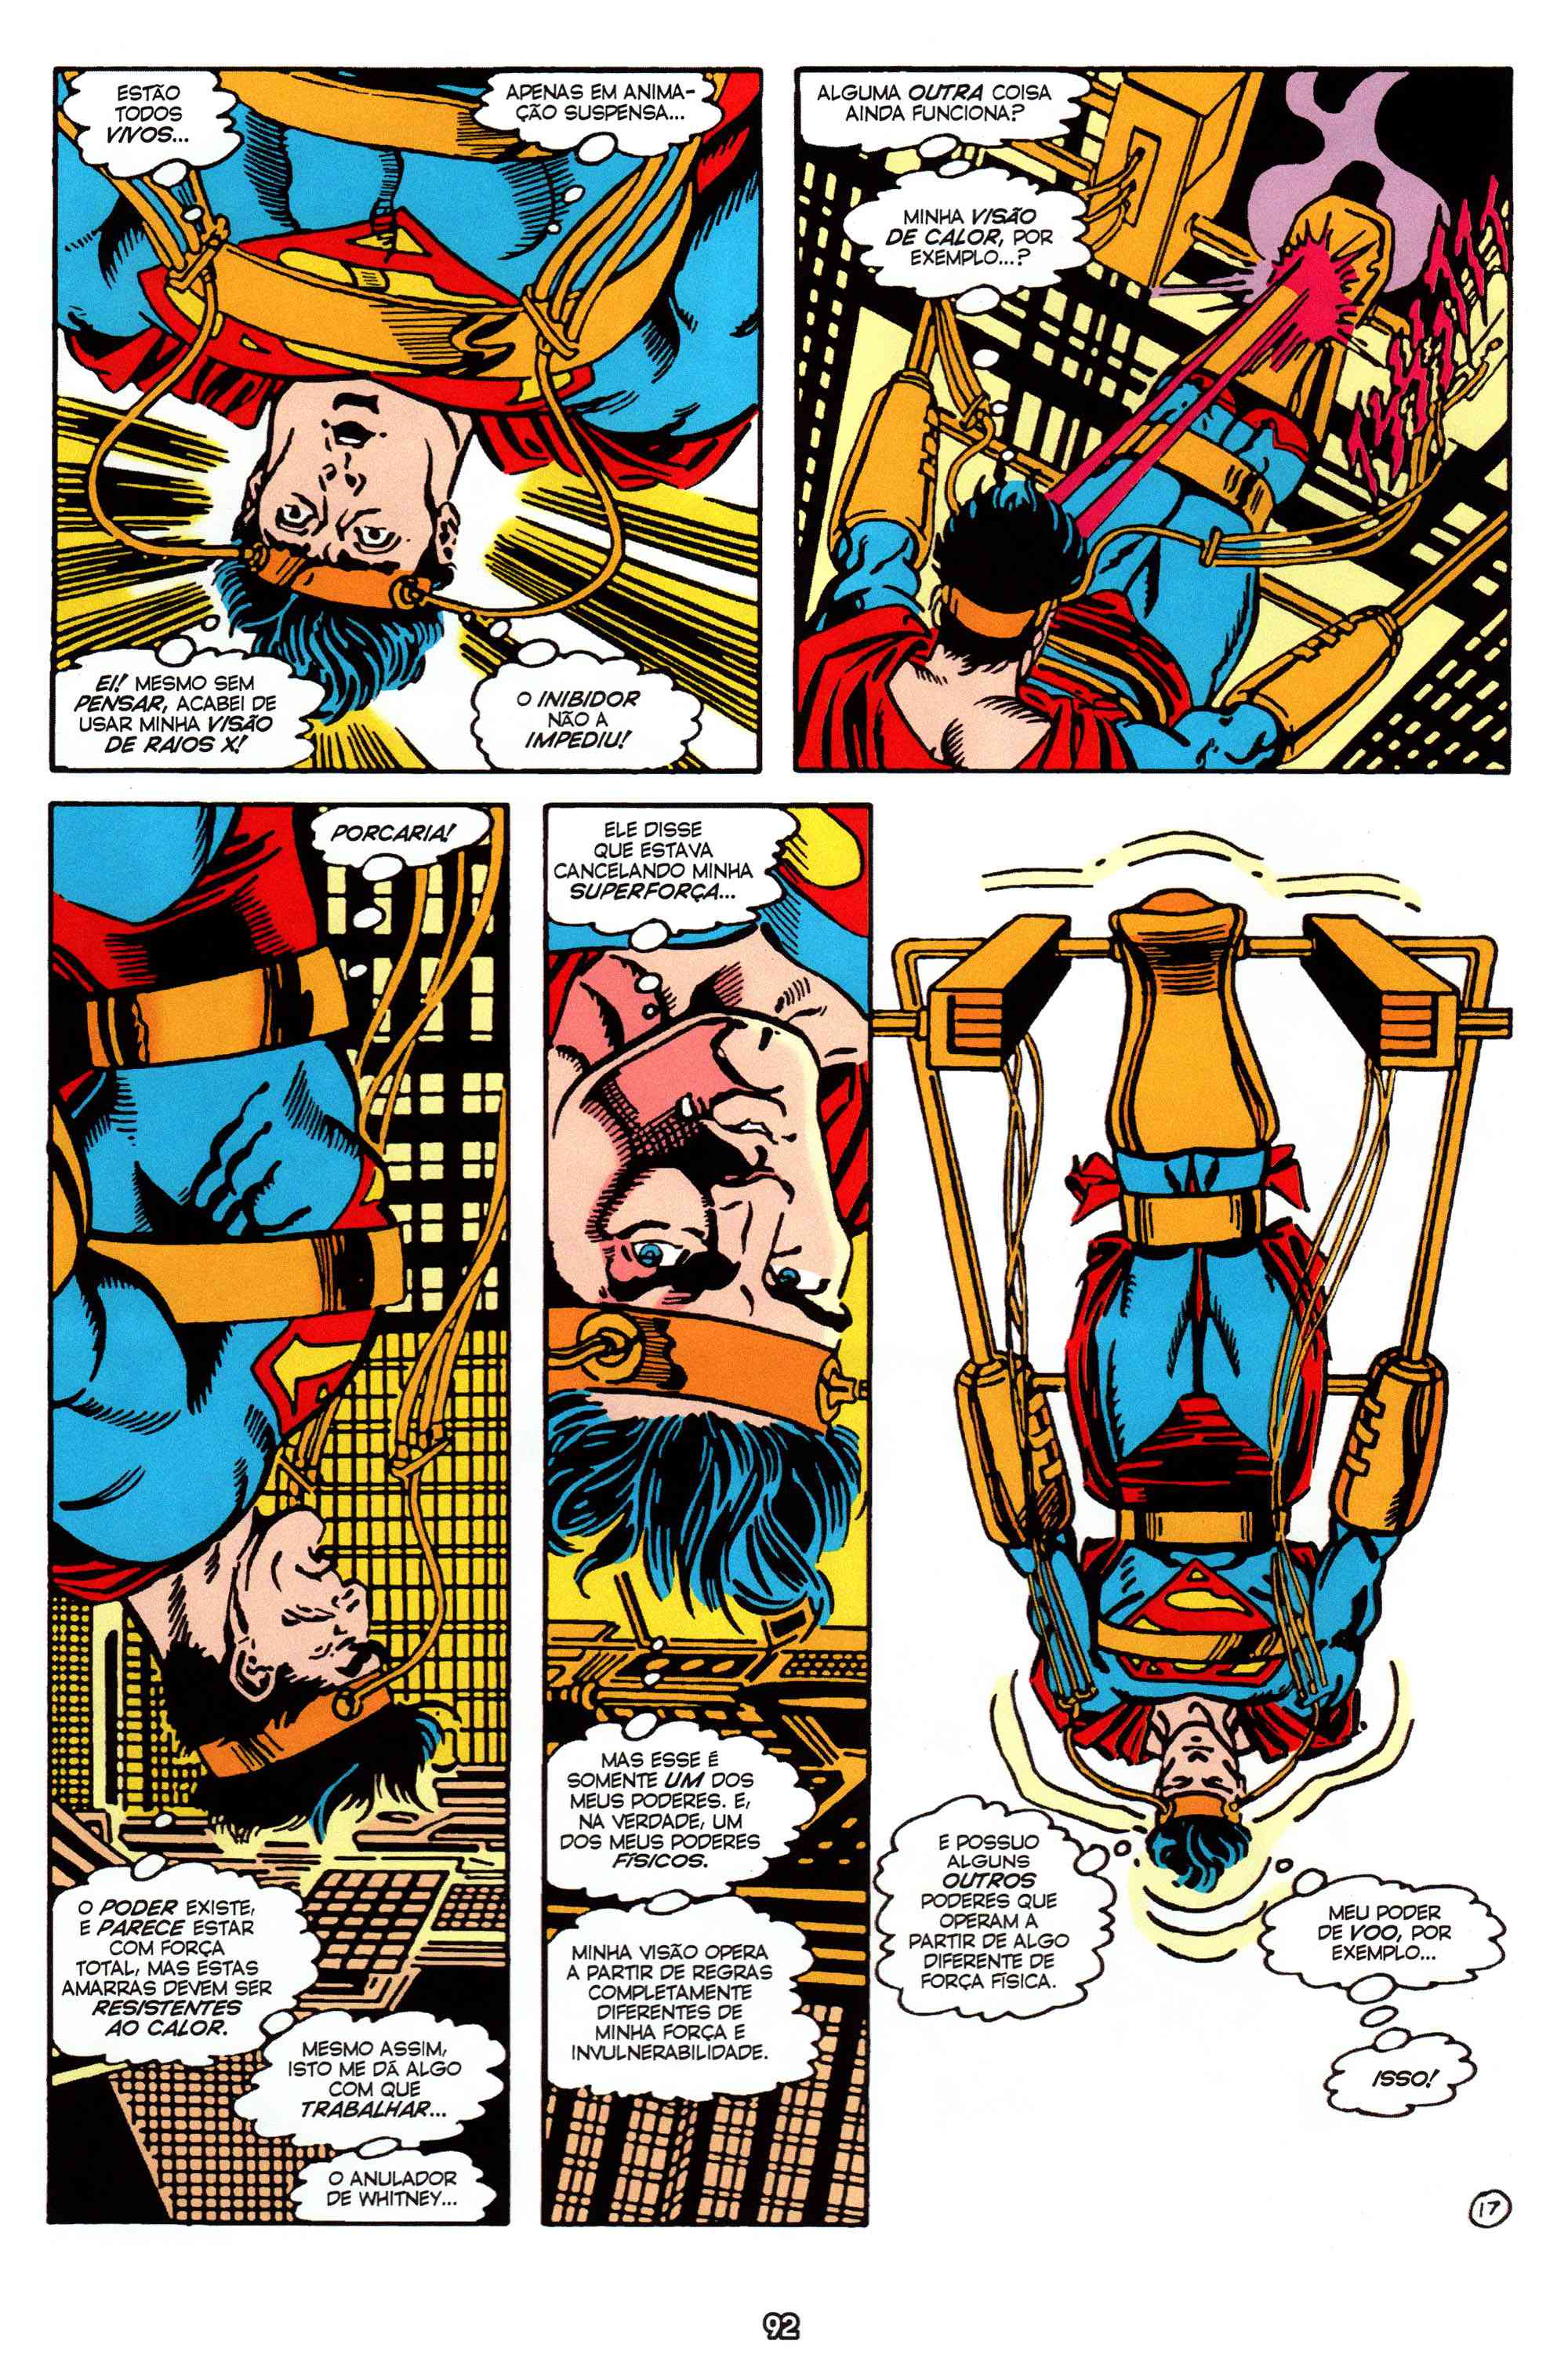 ESTÃO
TODOS
VIVOS...
APENAS EM ANIMA-
ÇÃO SUSPENSA...
EI! MESMO SEM
PENSAR, ACABEI DE
USAR MINHA VISÃO
DE RAIOS X!
O INIBIDOR
NÃO A
IMPEDIU!
ALGUMA OUTRA COISA
AINDA FUNCIONA?
MINHA VISÃO
DE CALOR, POR
EXEMPLO...?
PORCARIA!
O PODER EXISTE,
E PARECE ESTAR
COM FORÇA
TOTAL, MAS ESTAS
AMARRAS DEVEM SER
RESISTENTES
AO CALOR.
MESMO ASSIM,
ISTO ME DÁ ALGO
COM QUE
TRABALHAR...
O ANULADOR
DE WHITNEY...
ELE DISSE
QUE ESTAVA
CANCELANDO MINHA
SUPERFORÇA...
MAS ESSE É
SOMENTE UM DOS
MEUS PODERES. E,
NA VERDADE, UM
DOS MEUS PODERES
FÍSICOS.
MINHA VISÃO OPERA
A PARTIR DE REGRAS
COMPLETAMENTE
DIFERENTES DE
MINHA FORÇA E
INVULNERABILIDADE.
E POSSUO
ALGUNS
OUTROS
PODERES QUE
OPERAM A
PARTIR DE ALGO
DIFERENTE DE
FORÇA FÍSICA.
MEU PODER
DE VOO, POR
EXEMPLO...
ISSO!
17
92